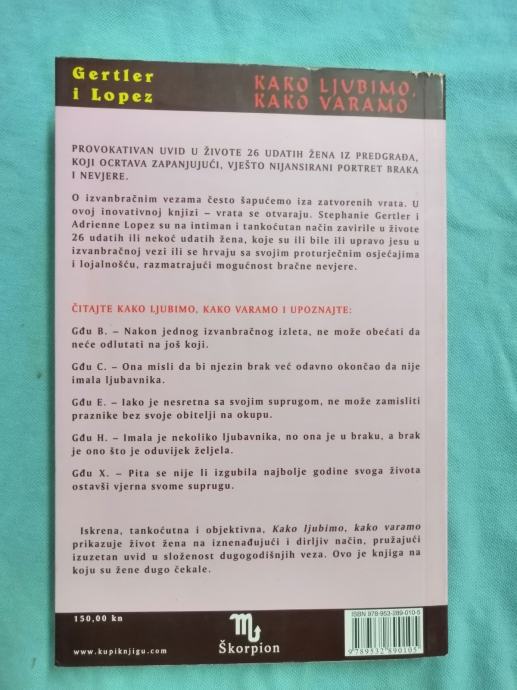 Gertler
i Lopez
KAKO LJUBIMO,
KAKO VARAMO
PROVOKATIVAN UVID U ŽIVOTE 26 UDATIH ŽENA IZ PREDGRAĐA,
KOJI OCRTAVA ZAPANJUJUĆI, VJEŠTO NIJANSIRANI PORTRET BRAKA
I NEVJERE.
O izvanbračnim vezama često šapućemo iza zatvorenih vrata. U
ovoj inovativnoj knjizi – vrata se otvaraju. Stephanie Gertler i
Adrienne Lopez su na intiman i tankoćutan način zavirile u živote
26 udatih ili nekoć udatih žena, koje su ili bile ili upravo jesu u
izvanbračnoj vezi ili se hrvaju sa svojim proturječnim osjećajima
i lojalnošću, razmatrajući mogućnost bračne nevjere.
ČITAJTE KAKO LJUBIMO, KAKO VARAMO I UPOZNAJTE:
Gđu B. – Nakon jednog izvanbračnog izleta, ne može obećati da
neće odlutati na još koji.
Gđu C. – Ona misli da bi njezin brak već odavno okončao da nije
imala ljubavnika.
Gđu E. – Iako je nesretna sa svojim suprugom, ne može zamisliti
praznike bez svoje obitelji na okupu.
Gđu H. – Imala je nekoliko ljubavnika, no ona je u braku, a brak
je ono što je oduvijek željela.
Gđu X. – Pita se nije li izgubila najbolje godine svoga života
ostavši vjerna svome suprugu.
Iskrena, tankoćutna i objektivna, Kako ljubimo, kako varamo
prikazuje život žena na iznenađujući i dirljiv način, pružajući
izuzetan uvid u složenost dugogodišnjih veza. Ovo je knjiga na
koju su žene dugo čekale.
150,00 kn
www.kupiknjigu.com
Škorpion
ISBN 978-953-289-010-5
9789532890105